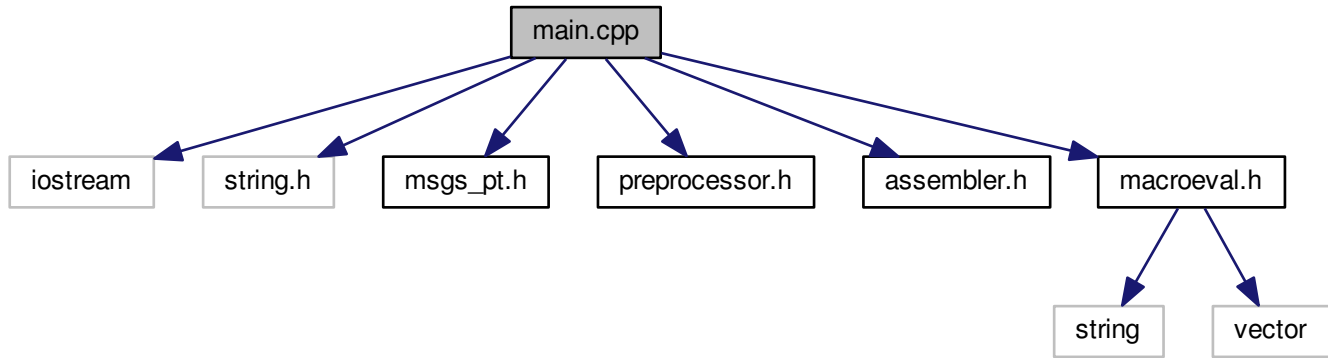 main.cpp
iostream
string.h
msgs_pt.h
preprocessor.h
assembler.h
macroeval.h
string
vector